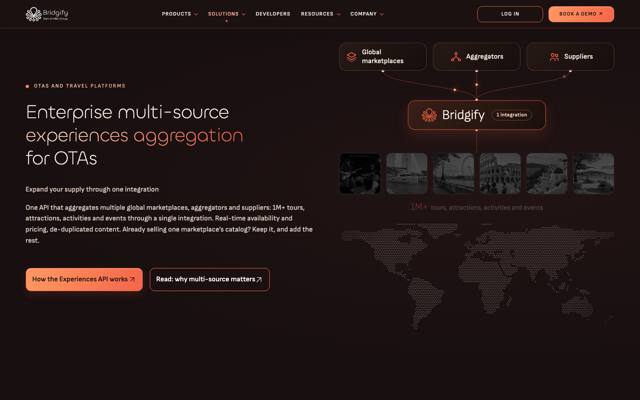 Bridgify
PRODUCTS
SOLUTIONS
DEVELOPERS
RESOURCES
COMPANY
LOG IN
BOOK A DEMO ↗
OTAS AND TRAVEL PLATFORMS
Enterprise multi-source
experiences aggregation
for OTAs
Expand your supply through one integration
One API that aggregates multiple global marketplaces, aggregators and suppliers: 1M+ tours,
attractions, activities and events through a single integration. Real-time availability and
pricing, de-duplicated content. Already selling one marketplace's catalog? Keep it, and add the
rest.
How the Experiences API works ↗
Read: why multi-source matters ↗
Global
marketplaces
Aggregators
Suppliers
Bridgify
1 integration
1M+ tours, attractions, activities and events